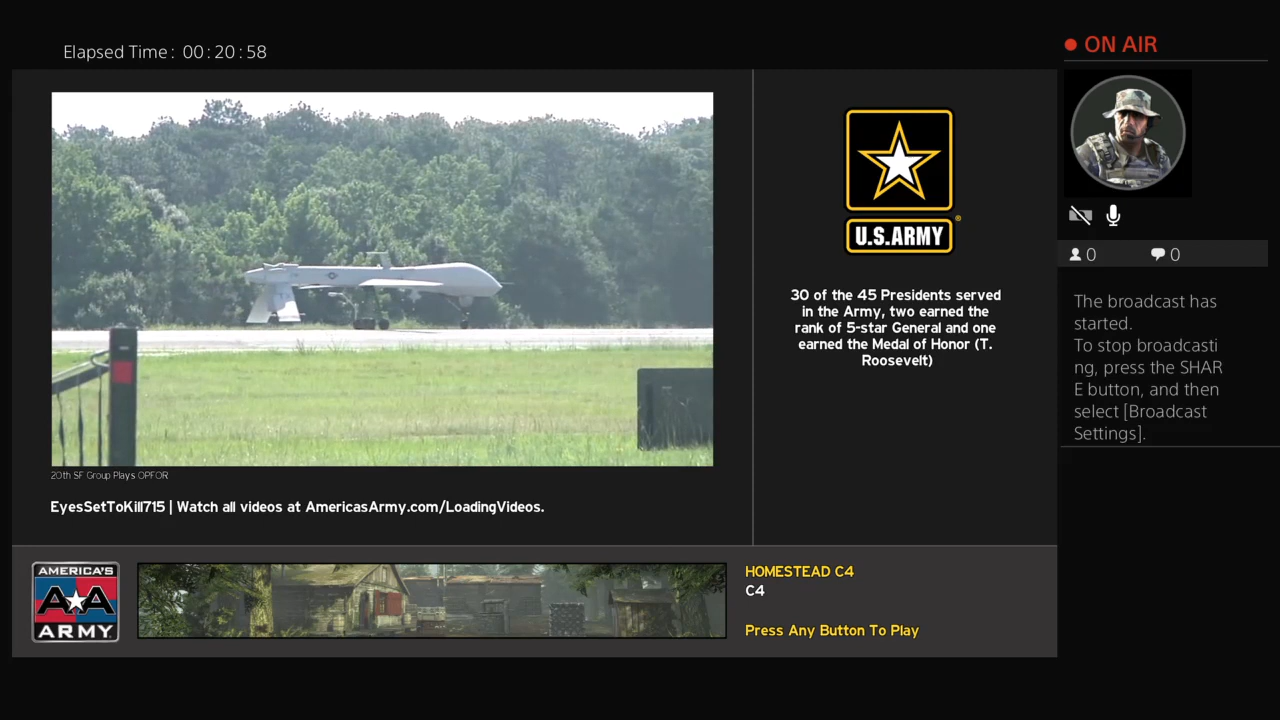 Elapsed Time: 00:20:58
ON AIR
U.S.ARMY
®
30 of the 45 Presidents served
in the Army, two earned the
rank of 5-star General and one
earned the Medal of Honor (T.
Roosevelt)
0
0
The broadcast has
started.
To stop broadcasti
ng, press the SHAR
E button, and then
select [Broadcast
Settings].
20th SF Group Plays OPFOR
EyesSetToKill715 | Watch all videos at AmericasArmy.com/LoadingVideos.
AMERICA'S
AA
ARMY
HOMESTEAD C4
C4
Press Any Button To Play